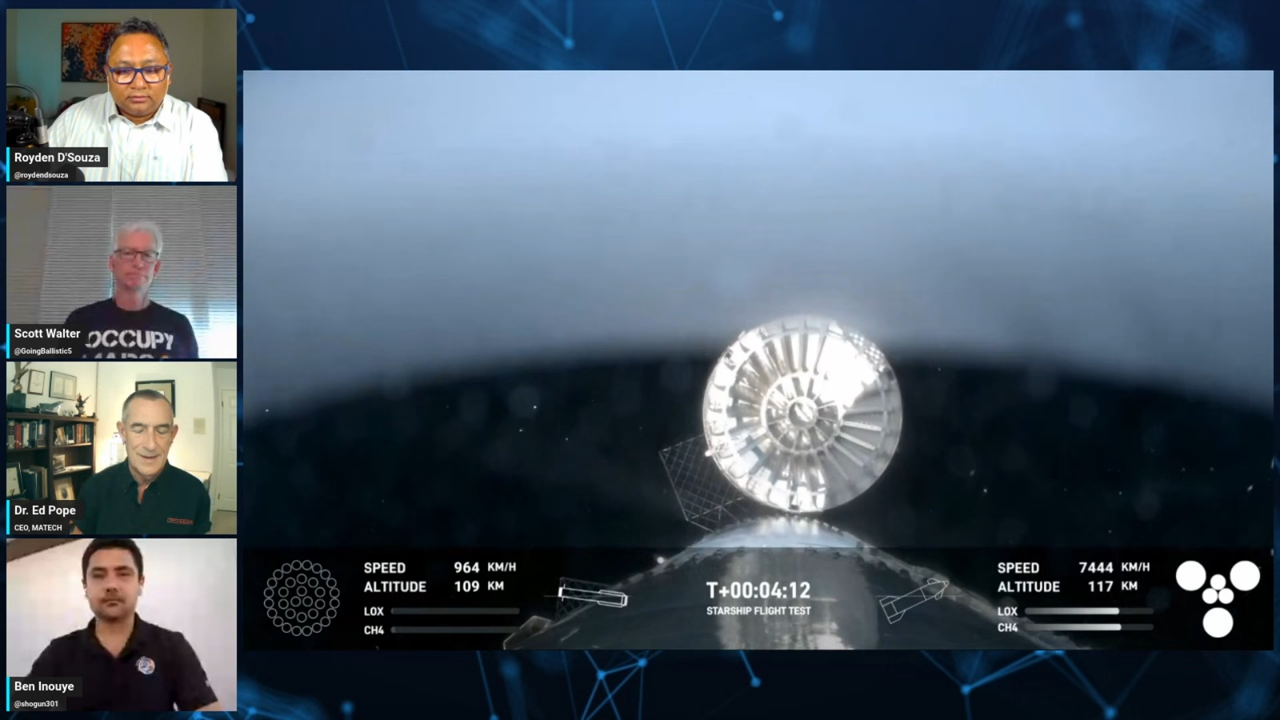 Royden D'Souza
@roydendsouza
OCCUPY
Scott Walter
@GoingBallistic5
Dr. Ed Pope
CEO, MATECH
Ben Inouye
@shogun301
SPEED 964 KM/H
ALTITUDE 109 KM
LOX
CH4
T+00:04:12
STARSHIP FLIGHT TEST
SPEED 7444 KM/H
ALTITUDE 117 KM
LOX
CH4